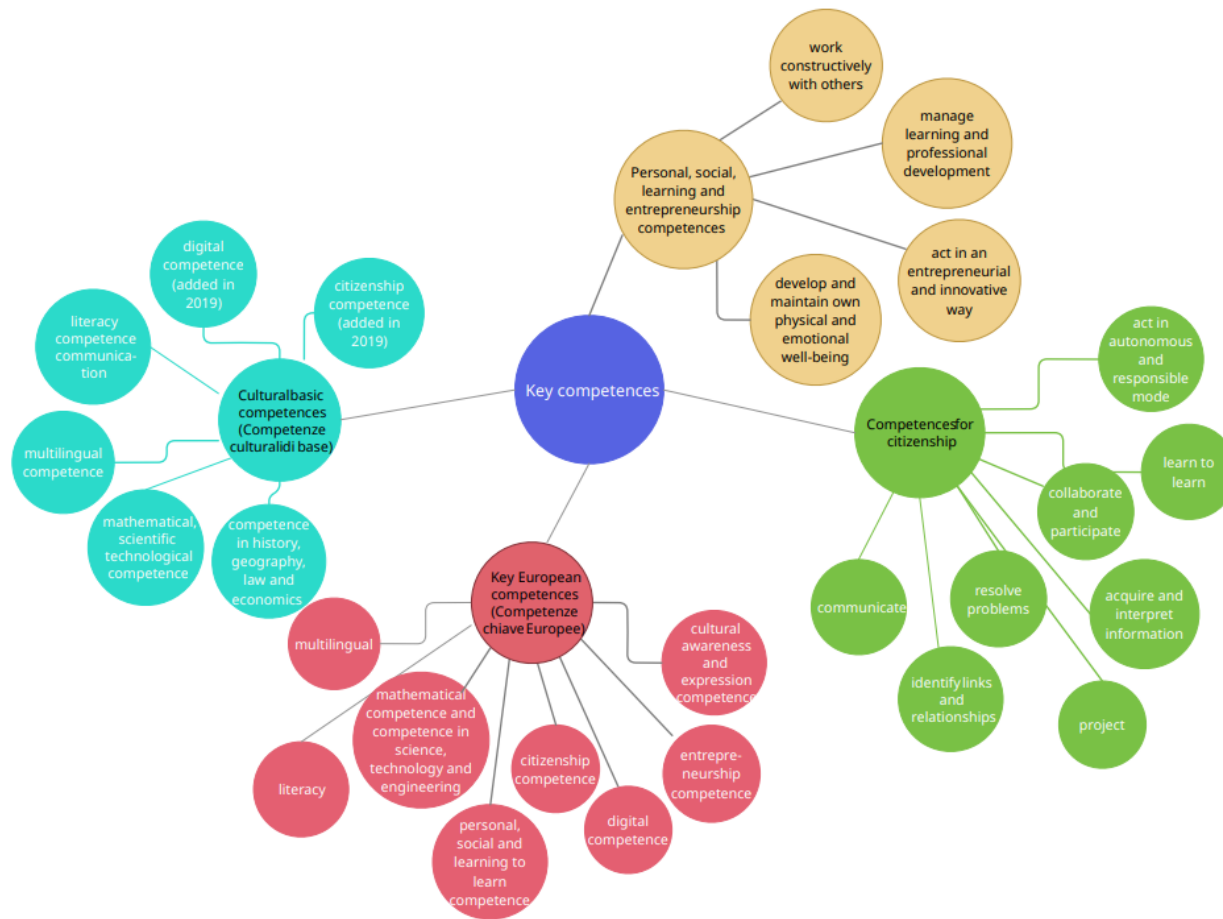 work
constructively
with others
manage
learning and
professional
development
Personal, social,
learning and
entrepreneurship
competences
act in an
entrepreneurial
and innovative
way
develop and
maintain own
physical and
emotional
well-being
digital
competence
(added in
2019)
citizenship
competence
(added in
2019)
literacy
competence
communica-
tion
Culturalbasic
competences
(Competenze
culturalidi base)
multilingual
competence
mathematical,
scientific
technological
competence
competence
in history,
geography,
law and
economics
Key competences
act in
autonomous
and
responsible
mode
Competencesfor
citizenship
learn to
learn
collaborate
and
participate
communicate
resolve
problems
acquire and
interpret
information
identifylinks
and
relationships
project
Key European
competences
(Competenze
chiaveEuropee)
multilingual
cultural
awareness
and
expression
competence
mathematical
competence and
competence in
science,
technology and
engineering
literacy
citizenship
competence
entrepre-
neurship
competence
personal,
social and
learning to
learn
competence
digital
competence